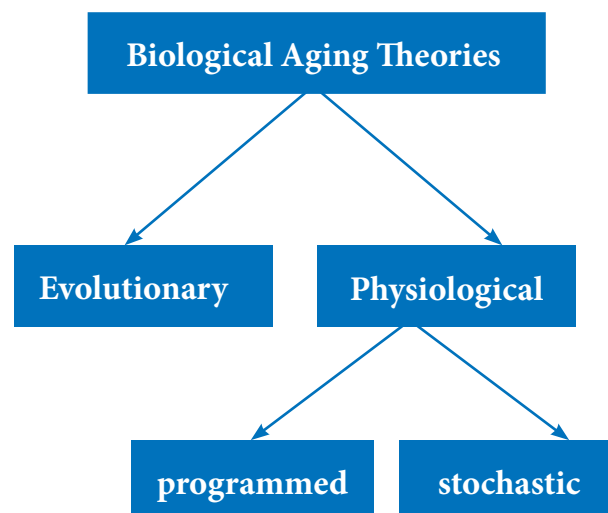 Biological Aging Theories
Evolutionary
Physiological
programmed
stochastic